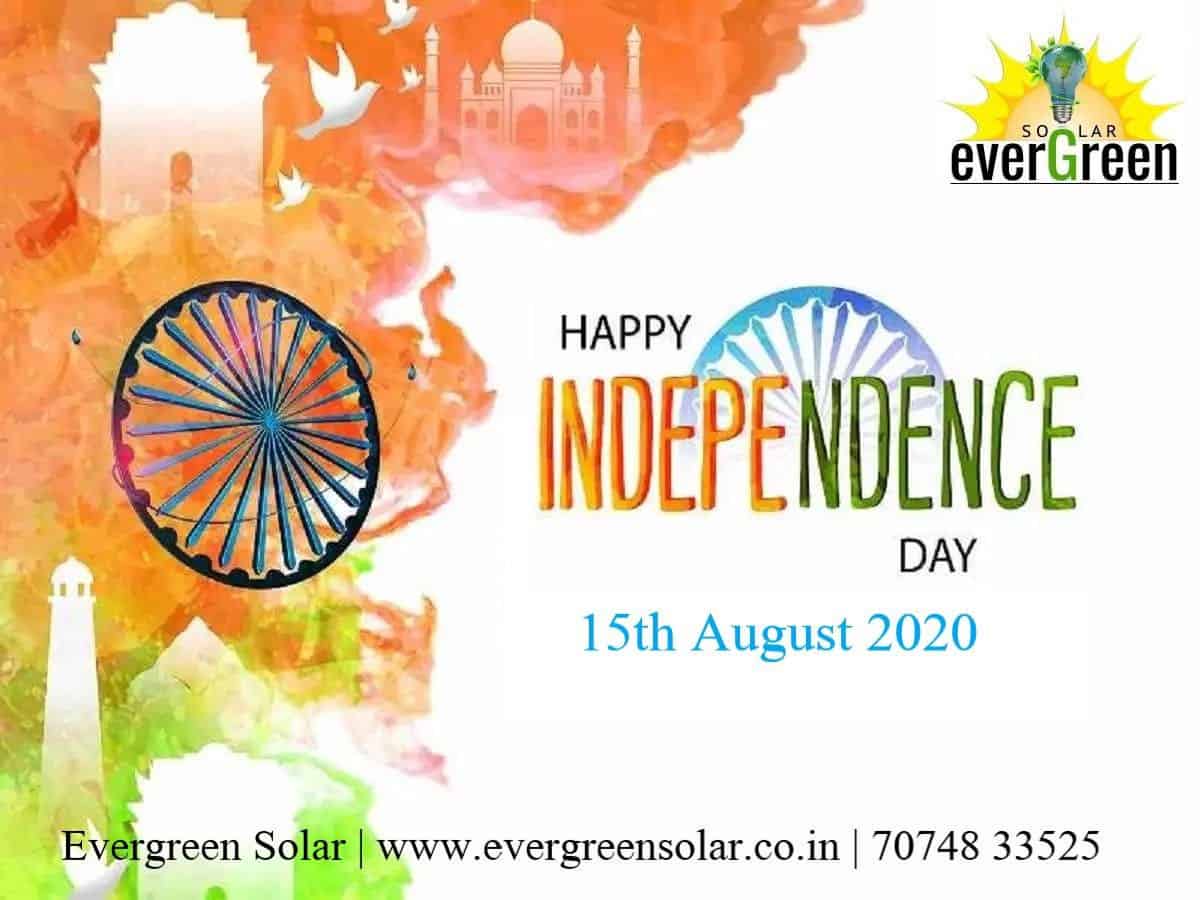 SOLAR
everGreen
HAPPY
INDEPENDENCE
DAY
15th August 2020
Evergreen Solar | www.evergreensolar.co.in | 70748 33525